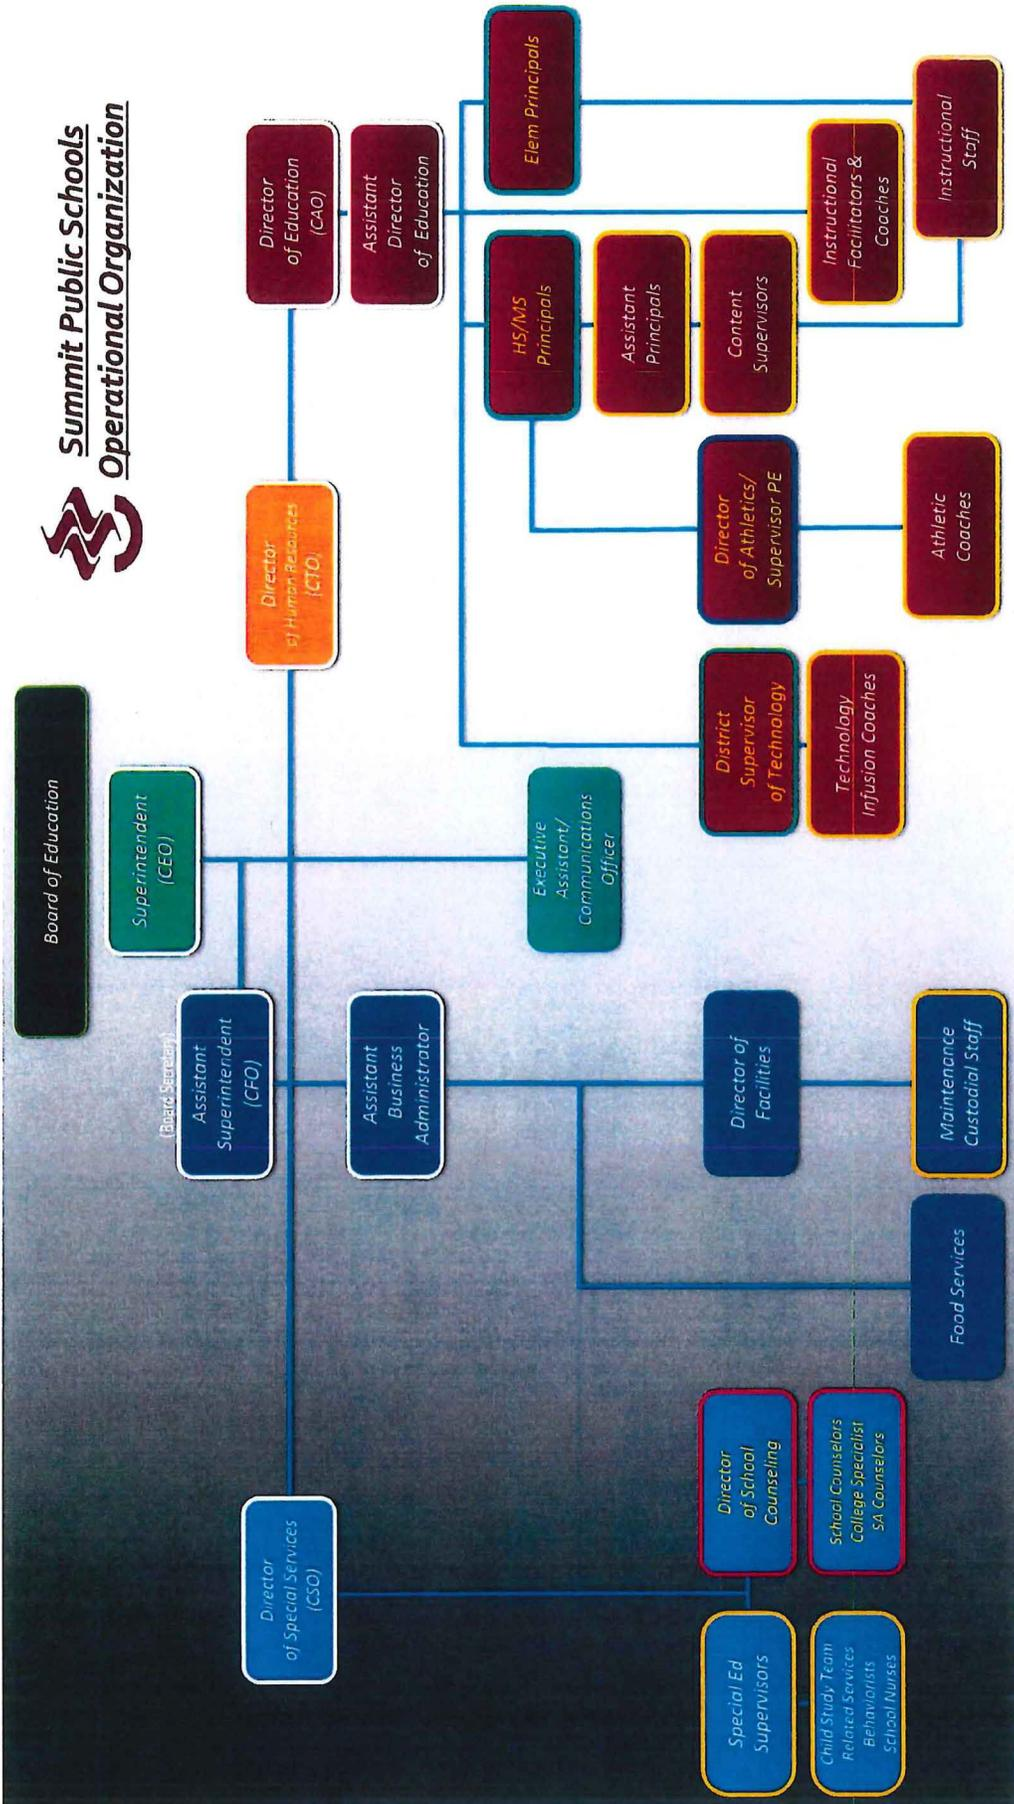 Summit Public Schools
Operational Organization
Board of Education
Superintendent
(CEO)
(Board Secretary)
Assistant
Superintendent
(CFO)
Director
of Special Services
(CSO)
Director
of Human Resources
(CTO)
Director
of Education
(CAO)
Assistant
Business
Administrator
Assistant
Director
of Education
Executive
Assistant/
Communications
Officer
HS/MS
Principals
Elem Principals
Assistant
Principals
Special Ed
Supervisors
Director
of School
Counseling
Director of
Facilities
District
Supervisor
of Technology
Director
of Athletics/
Supervisor PE
Content
Supervisors
Child Study Team
Related Services
Behaviorists
School Nurses
School Counselors
College Specialist
SA Counselors
Technology
Infusion Coaches
Instructional
Facilitators &
Coaches
Food Services
Maintenance
Custodial Staff
Athletic
Coaches
Instructional
Staff